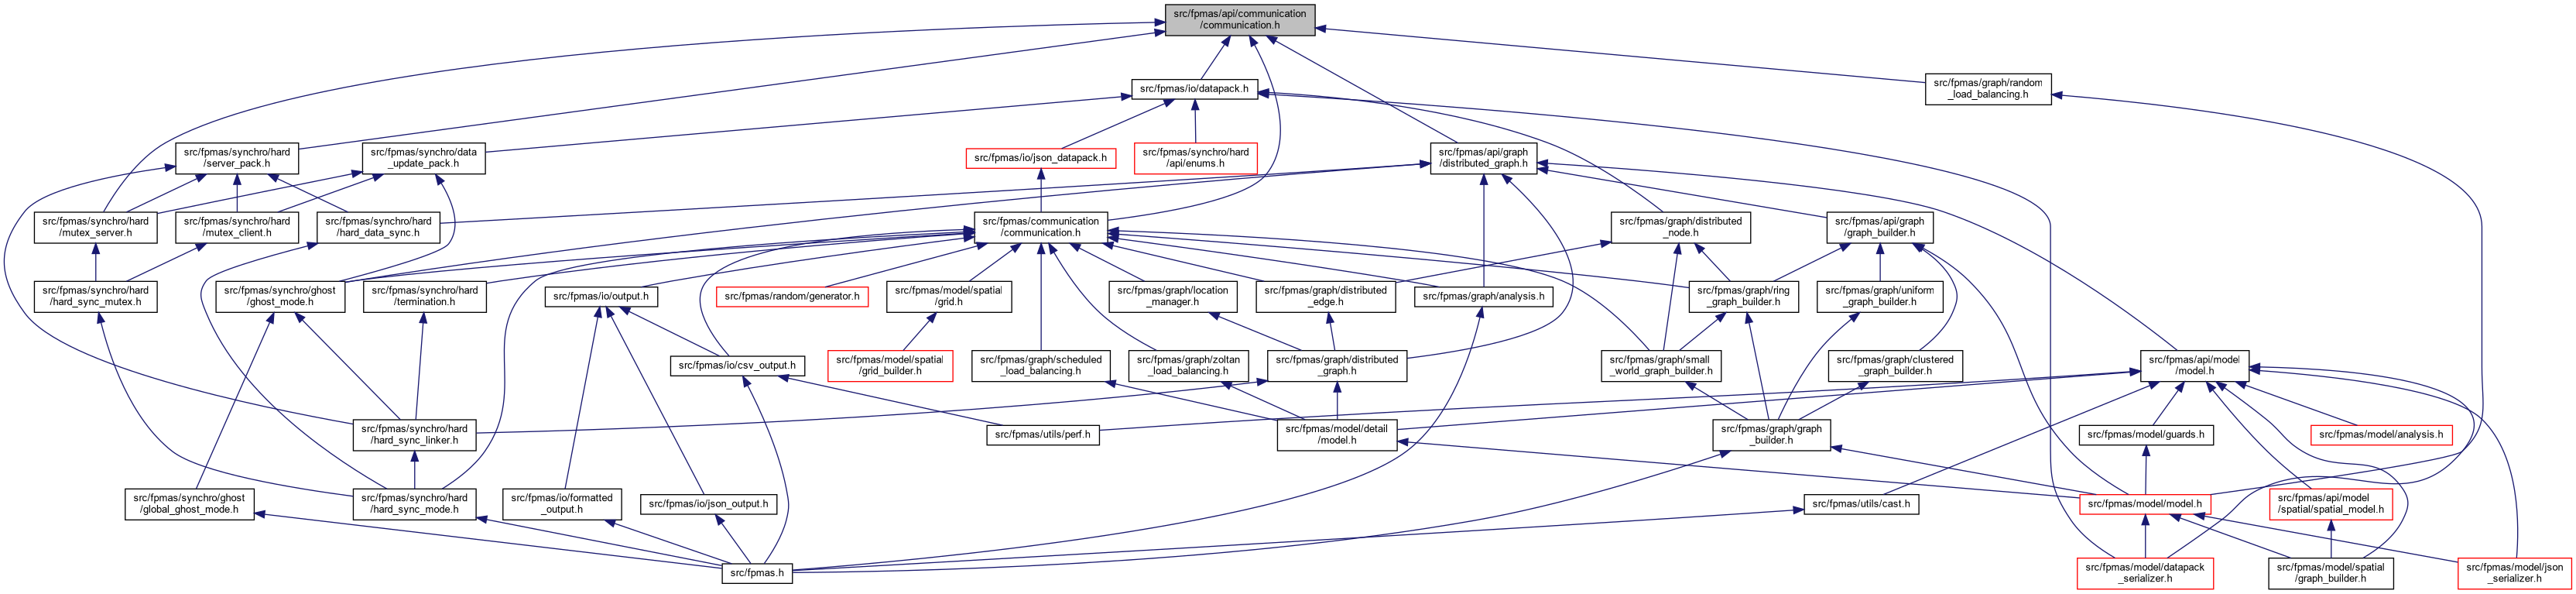 src/fpmas/api/communication
/communication.h
src/fpmas/io/datapack.h
src/fpmas/graph/random
_load_balancing.h
src/fpmas/synchro/hard
/server_pack.h
src/fpmas/synchro/data
_update_pack.h
src/fpmas/io/json_datapack.h
src/fpmas/synchro/hard
/api/enums.h
src/fpmas/api/graph
/distributed_graph.h
src/fpmas/synchro/hard
/mutex_server.h
src/fpmas/synchro/hard
/mutex_client.h
src/fpmas/synchro/hard
/hard_data_sync.h
src/fpmas/communication
/communication.h
src/fpmas/graph/distributed
_node.h
src/fpmas/api/graph
/graph_builder.h
src/fpmas/synchro/hard
/hard_sync_mutex.h
src/fpmas/synchro/ghost
/ghost_mode.h
src/fpmas/synchro/hard
/termination.h
src/fpmas/io/output.h
src/fpmas/random/generator.h
src/fpmas/model/spatial
/grid.h
src/fpmas/graph/location
_manager.h
src/fpmas/graph/distributed
_edge.h
src/fpmas/graph/analysis.h
src/fpmas/graph/ring
_graph_builder.h
src/fpmas/graph/uniform
_graph_builder.h
src/fpmas/io/csv_output.h
src/fpmas/model/spatial
/grid_builder.h
src/fpmas/graph/scheduled
_load_balancing.h
src/fpmas/graph/zoltan
_load_balancing.h
src/fpmas/graph/distributed
_graph.h
src/fpmas/graph/small
_world_graph_builder.h
src/fpmas/graph/clustered
_graph_builder.h
src/fpmas/api/model
/model.h
src/fpmas/synchro/hard
/hard_sync_linker.h
src/fpmas/utils/perf.h
src/fpmas/model/detail
/model.h
src/fpmas/graph/graph
_builder.h
src/fpmas/model/guards.h
src/fpmas/model/analysis.h
src/fpmas/synchro/ghost
/global_ghost_mode.h
src/fpmas/synchro/hard
/hard_sync_mode.h
src/fpmas/io/formatted
_output.h
src/fpmas/io/json_output.h
src/fpmas/utils/cast.h
src/fpmas/model/model.h
src/fpmas/api/model
/spatial/spatial_model.h
src/fpmas.h
src/fpmas/model/datapack
_serializer.h
src/fpmas/model/spatial
/graph_builder.h
src/fpmas/model/json
_serializer.h